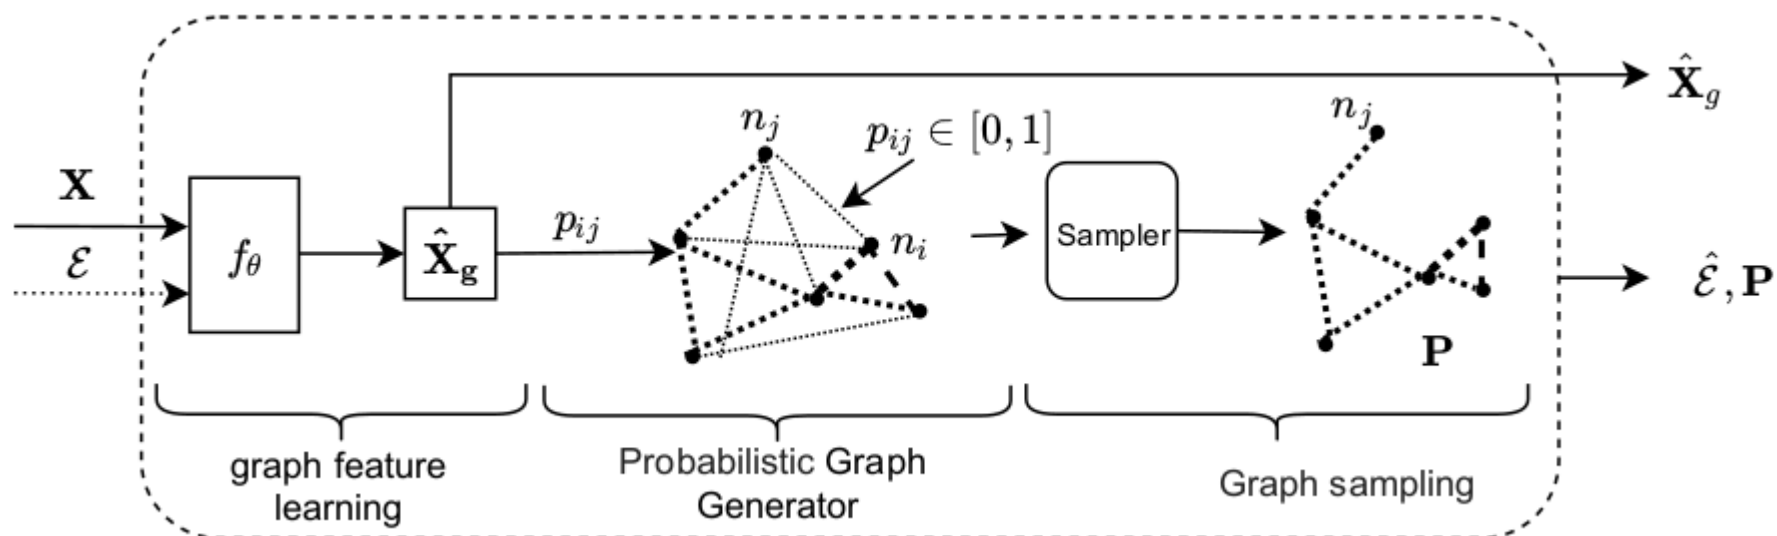 X
ℰ
f_θ
X̂_g
p_ij
n_j
p_ij ∈ [0, 1]
n_i
Sampler
n_j
P
X̂_g
ℰ̂, P
graph feature
learning
Probabilistic Graph
Generator
Graph sampling